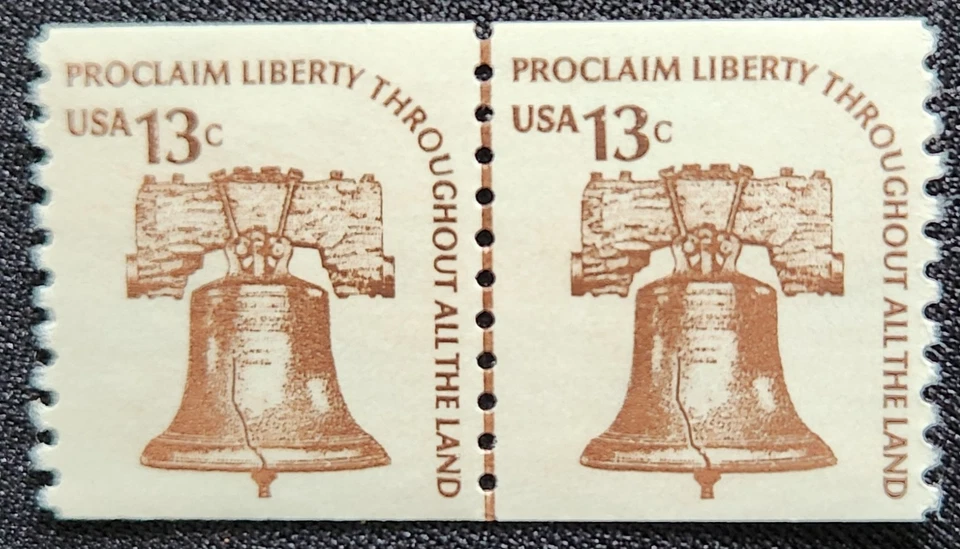 PROCLAIM LIBERTY THROUGHOUT ALL THE LAND
USA 13c
PROCLAIM LIBERTY THROUGHOUT ALL THE LAND
USA 13c